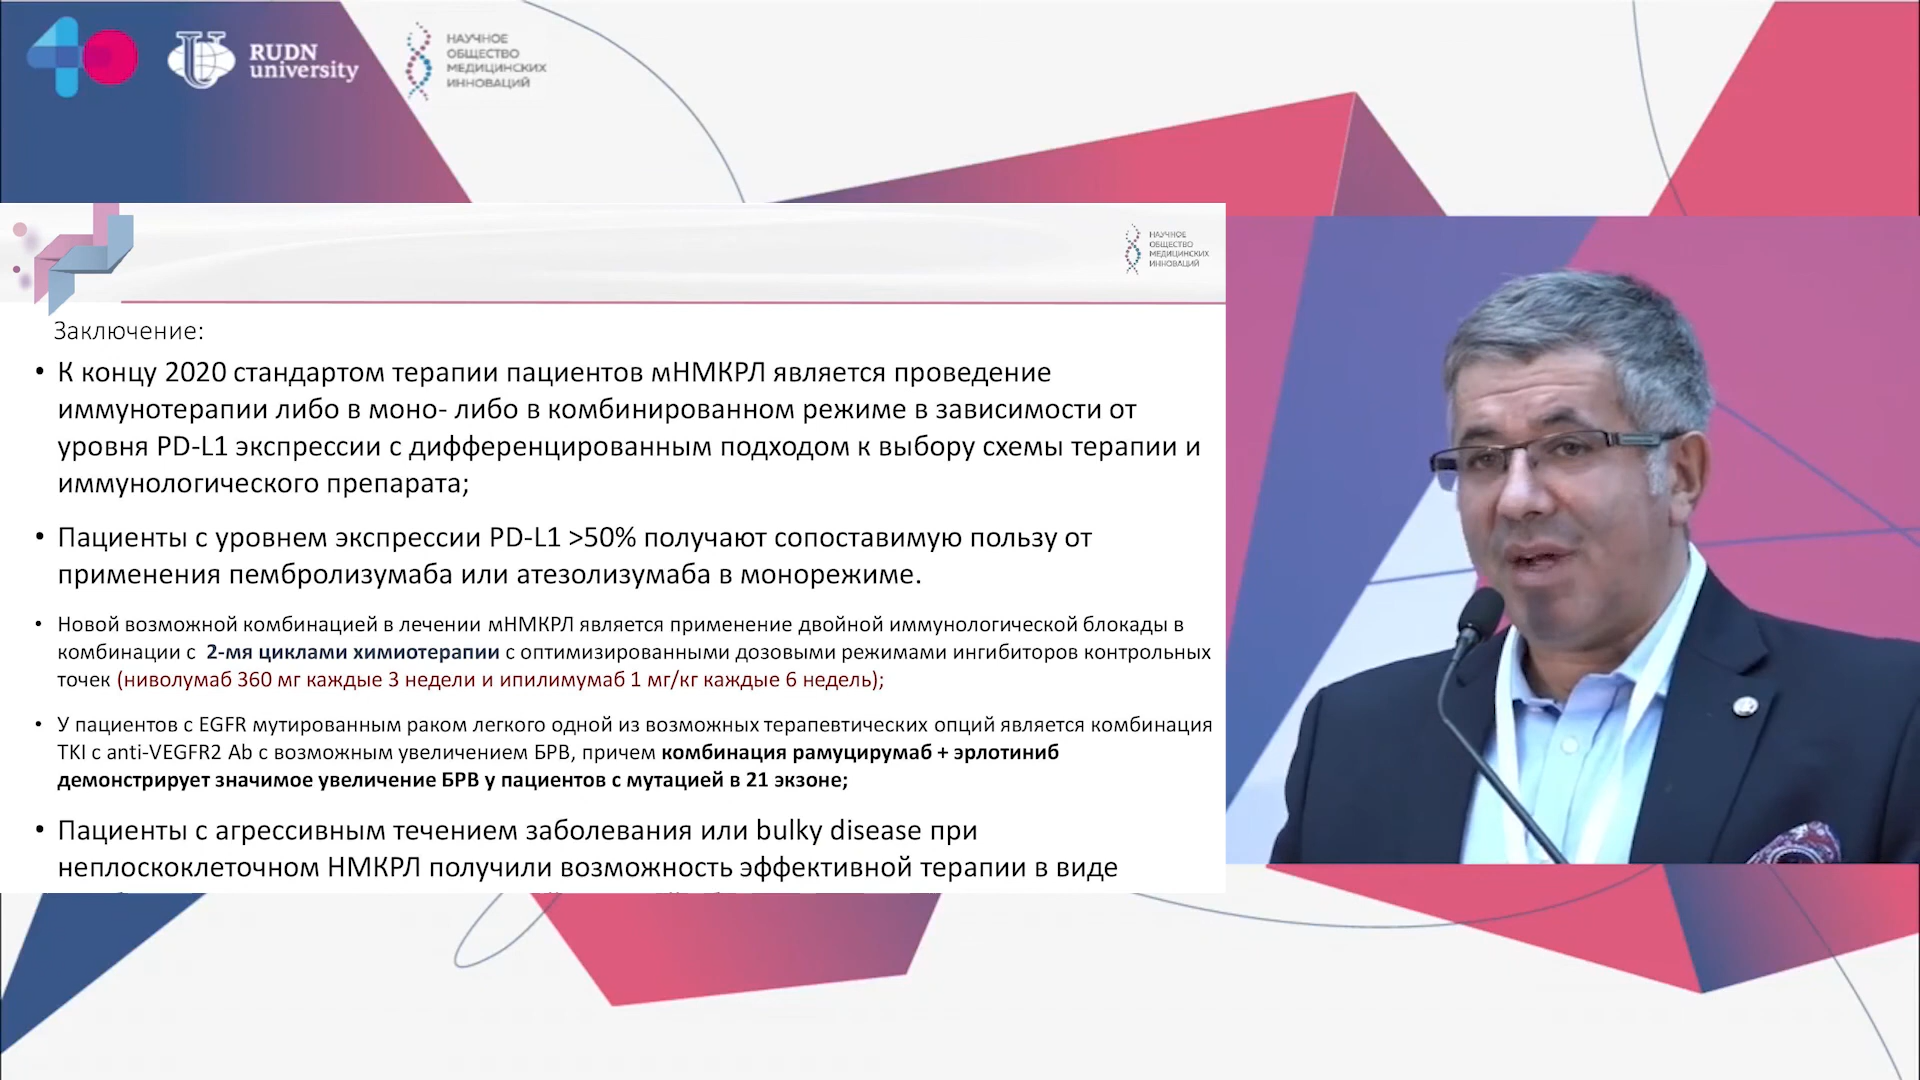 RUDN
university
НАУЧНОЕ
ОБЩЕСТВО
МЕДИЦИНСКИХ
ИННОВАЦИЙ
НАУЧНОЕ
ОБЩЕСТВО
МЕДИЦИНСКИХ
ИННОВАЦИЙ
Заключение:
• К концу 2020 стандартом терапии пациентов мНМКРЛ является проведение
иммунотерапии либо в моно- либо в комбинированном режиме в зависимости от
уровня PD-L1 экспрессии с дифференцированным подходом к выбору схемы терапии и
иммунологического препарата;
• Пациенты с уровнем экспрессии PD-L1 >50% получают сопоставимую пользу от
применения пембролизумаба или атезолизумаба в монорежиме.
• Новой возможной комбинацией в лечении мНМКРЛ является применение двойной иммунологической блокады в
комбинации с 2-мя циклами химиотерапии с оптимизированными дозовыми режимами ингибиторов контрольных
точек (ниволумаб 360 мг каждые 3 недели и ипилимумаб 1 мг/кг каждые 6 недель);
• У пациентов с EGFR мутированным раком легкого одной из возможных терапевтических опций является комбинация
TKI с anti-VEGFR2 Ab с возможным увеличением БРВ, причем комбинация рамуцирумаб + эрлотиниб
демонстрирует значимое увеличение БРВ у пациентов с мутацией в 21 экзоне;
• Пациенты с агрессивным течением заболевания или bulky disease при
неплоскоклеточном НМКРЛ получили возможность эффективной терапии в виде